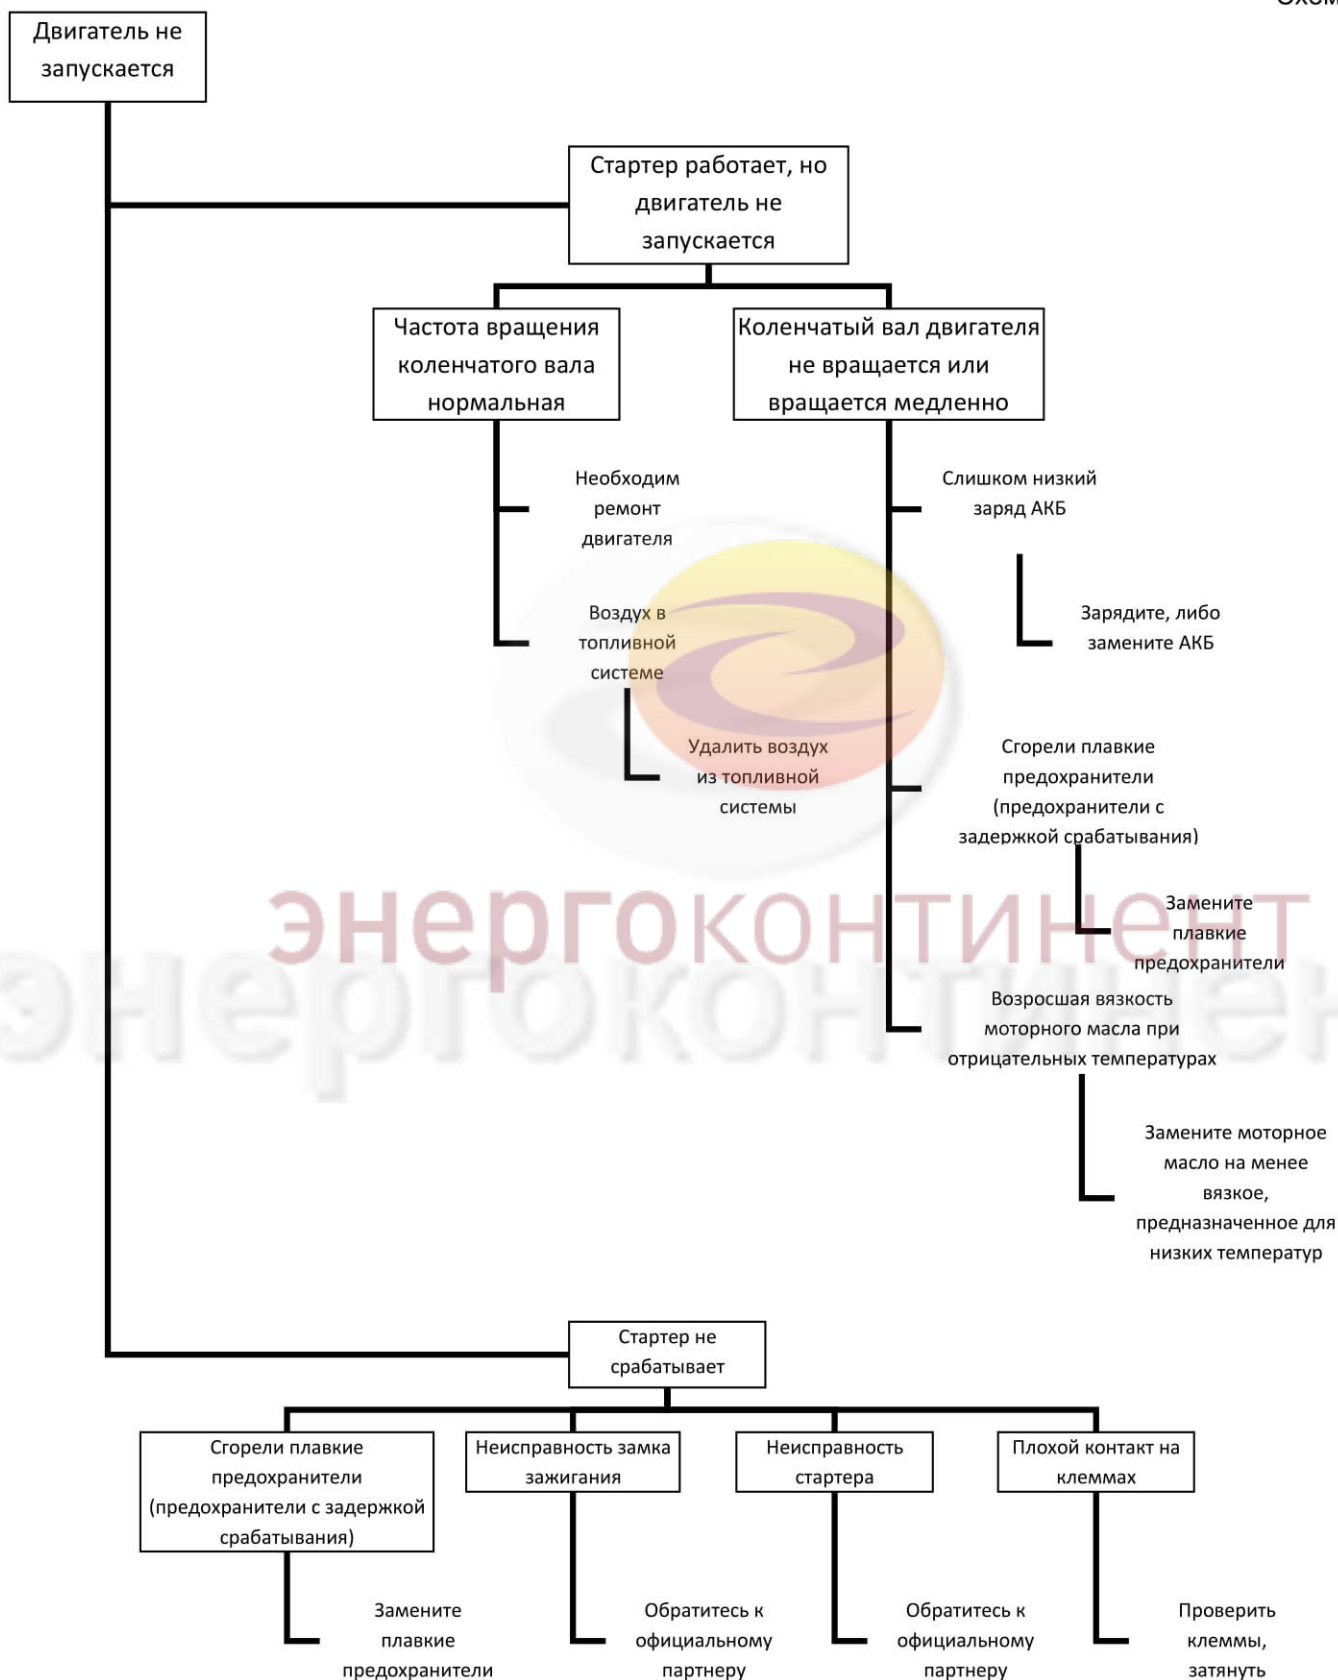 Двигатель не
запускается
Стартер работает, но
двигатель не
запускается
Частота вращения
коленчатого вала
нормальная
Коленчатый вал двигателя
не вращается или
вращается медленно
Необходим
ремонт
двигателя
Слишком низкий
заряд АКБ
Воздух в
топливной
системе
Зарядите, либо
замените АКБ
Удалить воздух
из топливной
системы
Сгорели плавкие
предохранители
(предохранители с
задержкой срабатывания)
энергоконтинент
Замените
плавкие
предохранители
Возросшая вязкость
моторного масла при
отрицательных температурах
Замените моторное
масло на менее
вязкое,
предназначенное для
низких температур
Стартер не
срабатывает
Сгорели плавкие
предохранители
(предохранители с задержкой
срабатывания)
Неисправность замка
зажигания
Неисправность
стартера
Плохой контакт на
клеммах
Замените
плавкие
предохранители
Обратитесь к
официальному
партнеру
Обратитесь к
официальному
партнеру
Проверить
клеммы,
затянуть